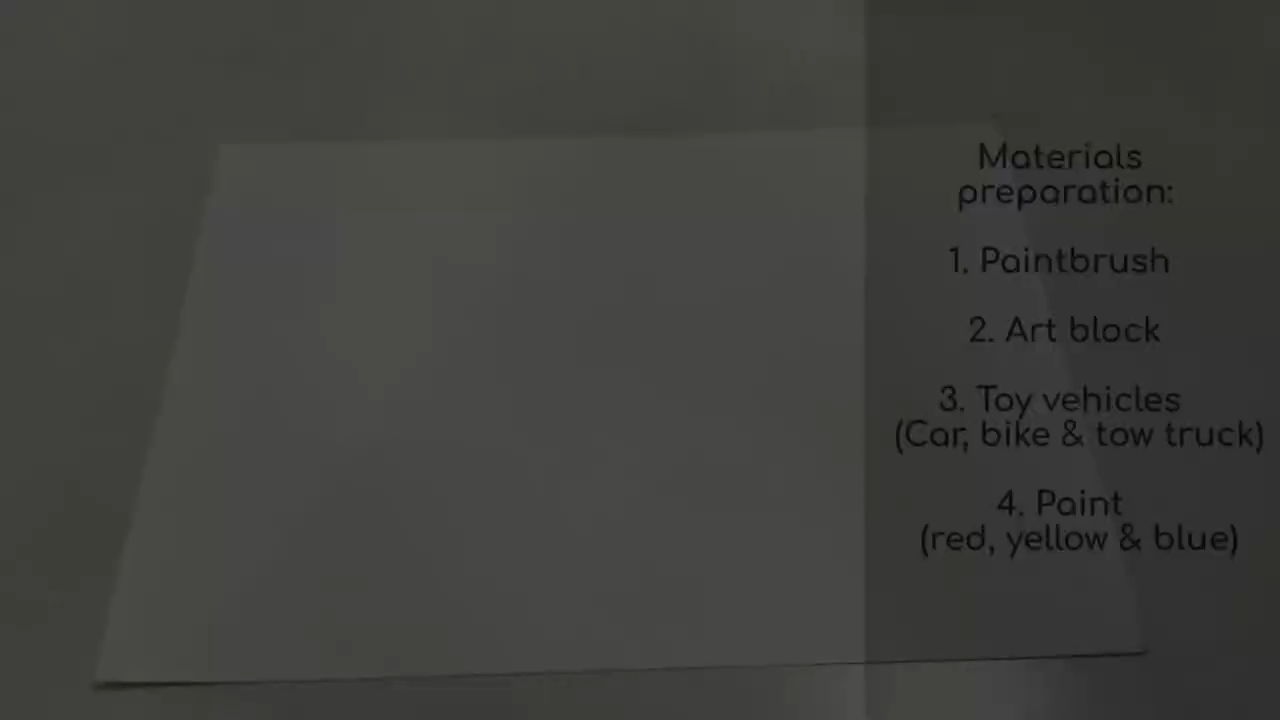 Materials
preparation:
1. Paintbrush
2. Art block
3. Toy vehicles
(Car, bike & tow truck)
4. Paint
(red, yellow & blue)